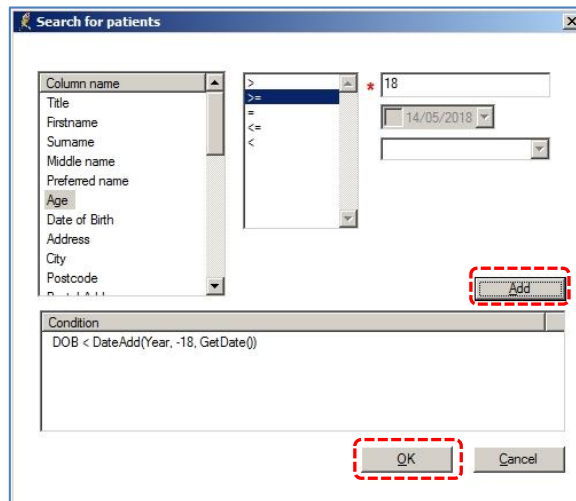 Search for patients
Column name
Title
Firstname
Surname
Middle name
Preferred name
Age
Date of Birth
Address
City
Postcode
>
>=
=
<=
<
* 18
14/05/2018
Add
Condition
DOB < DateAdd(Year, -18, GetDate())
OK
Cancel